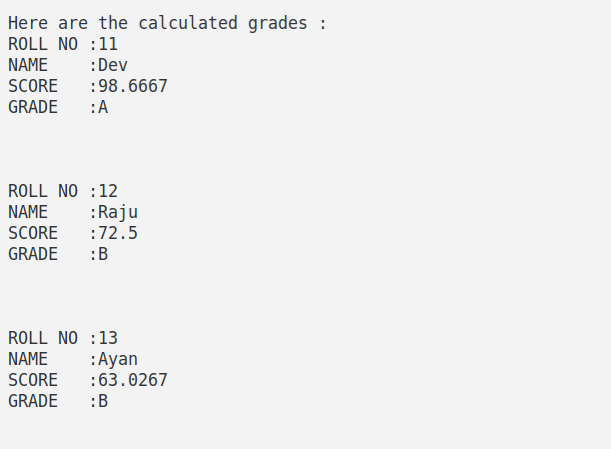 Here are the calculated grades :
ROLL NO :11
NAME    :Dev
SCORE   :98.6667
GRADE   :A
ROLL NO :12
NAME    :Raju
SCORE   :72.5
GRADE   :B
ROLL NO :13
NAME    :Ayan
SCORE   :63.0267
GRADE   :B